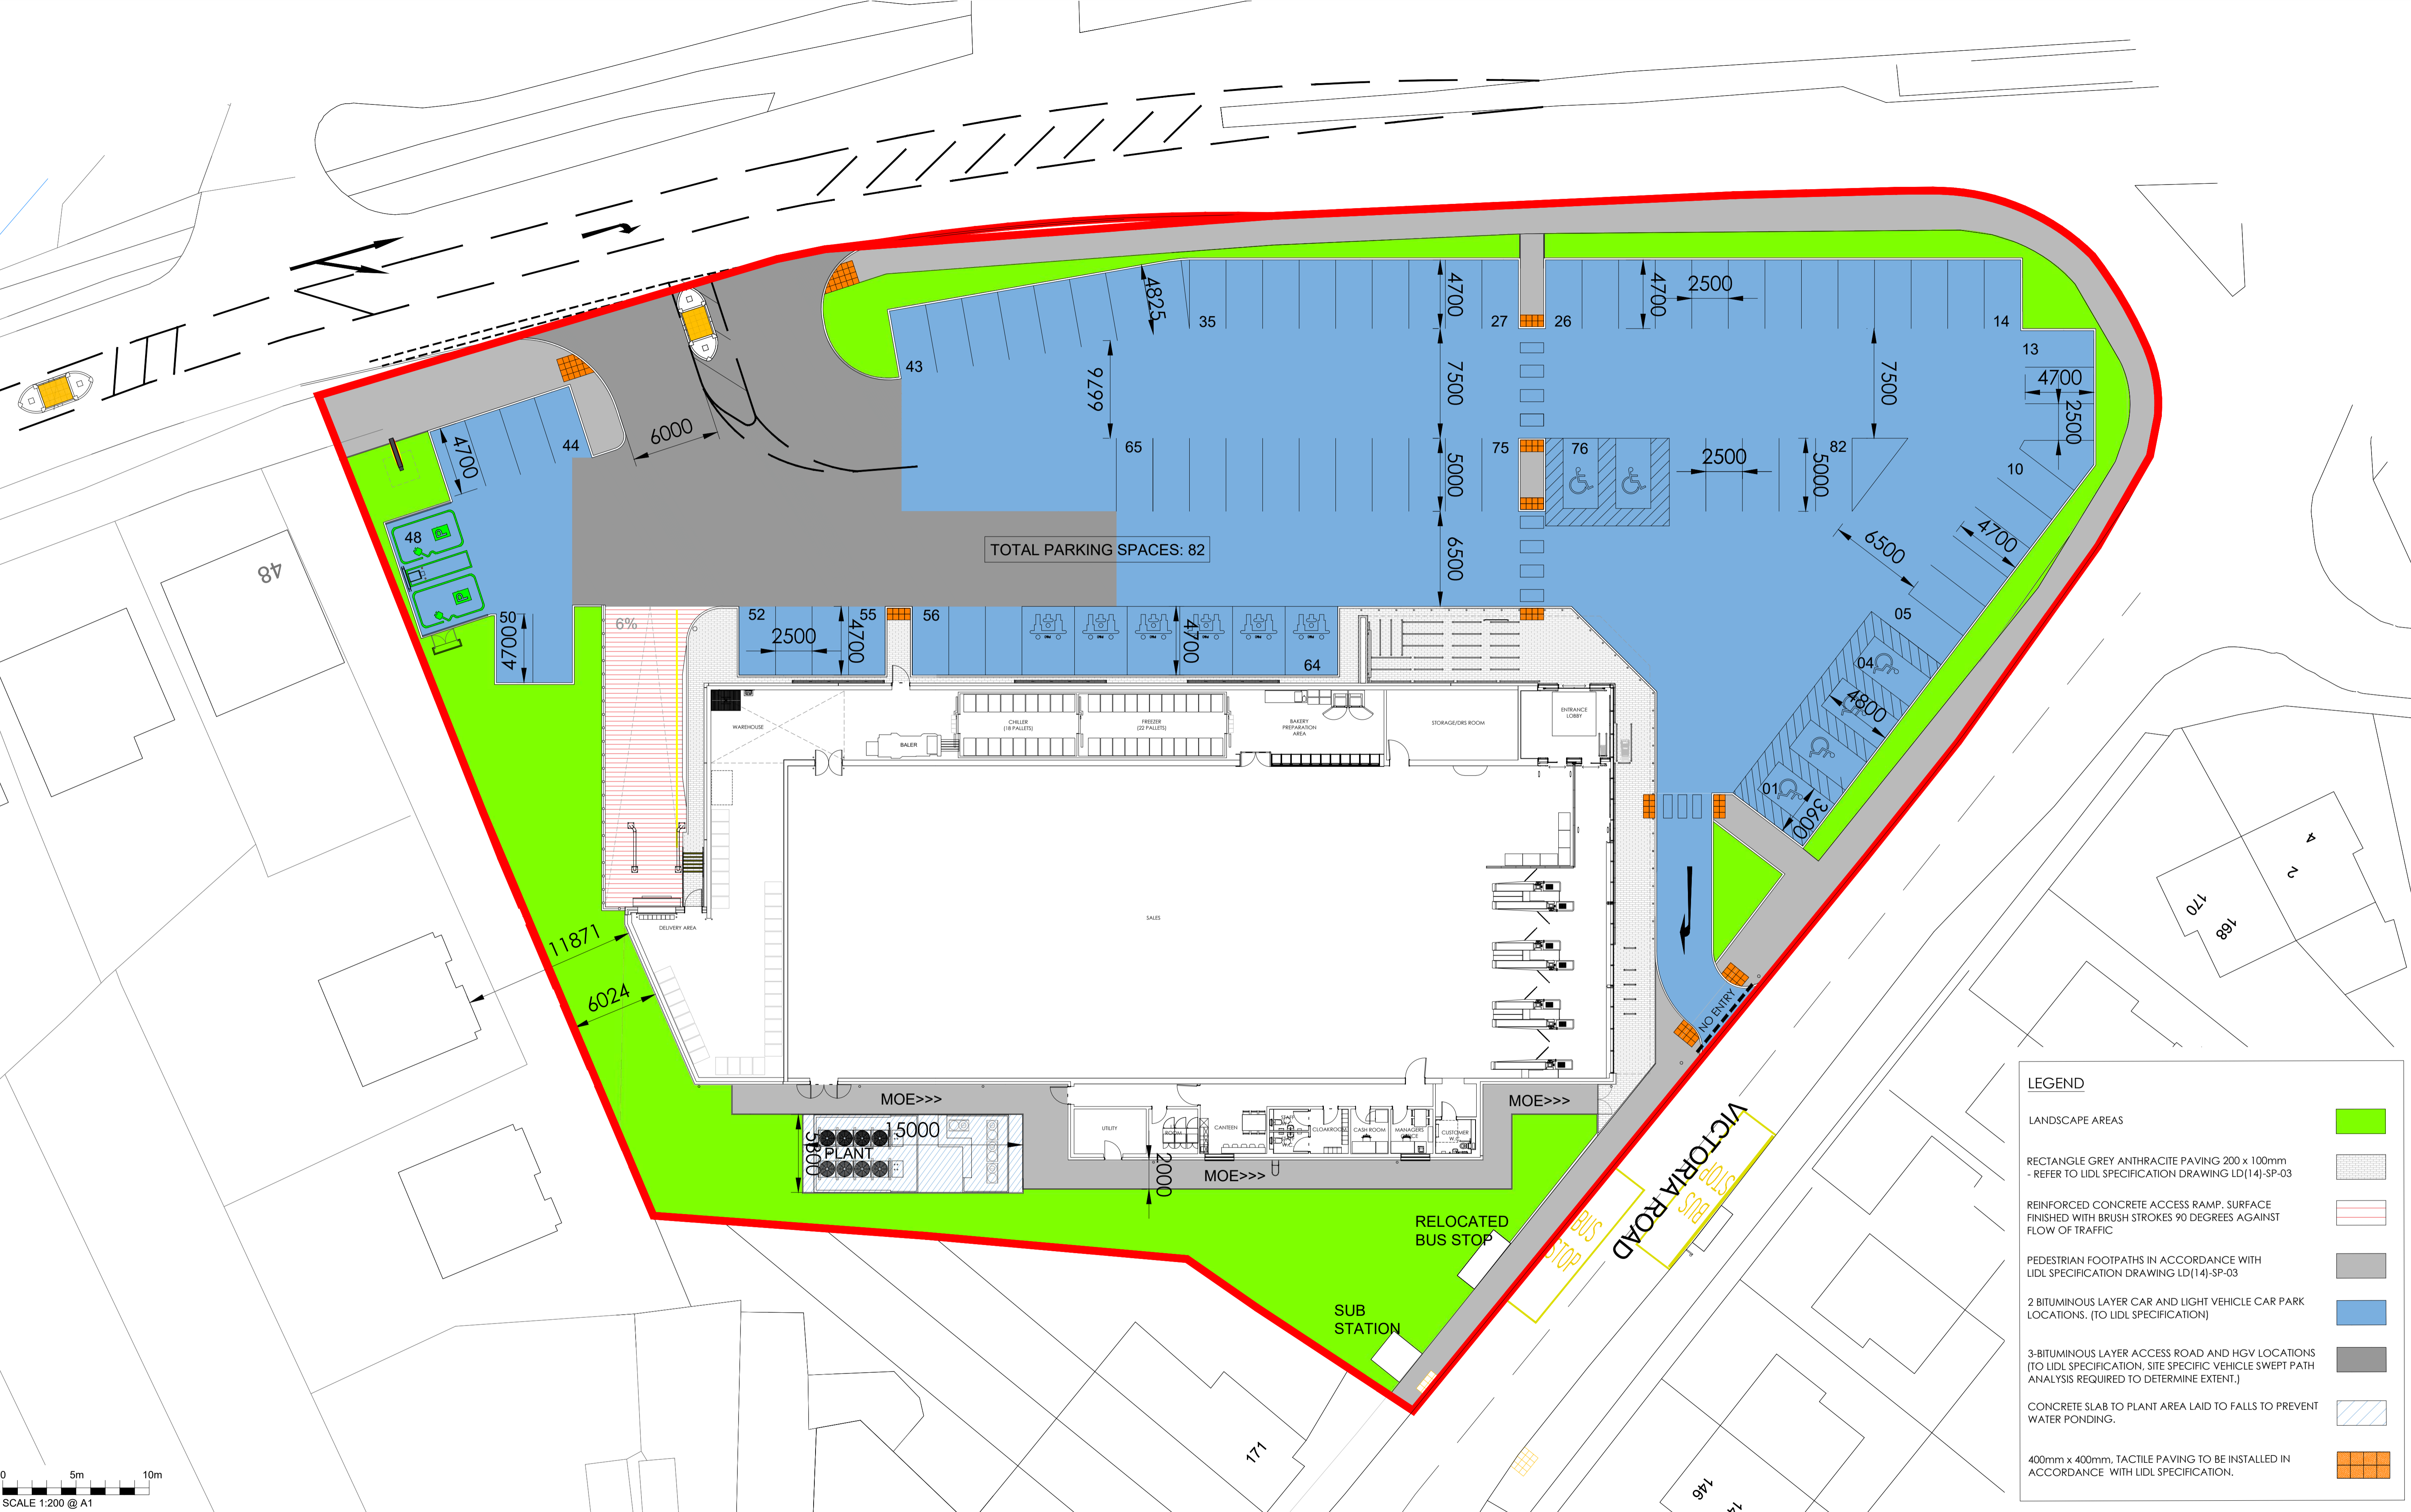 4825
4700
4700
2500
35
27
26
14
13
4700
2500
43
6799
7500
7500
44
4700
6000
65
75
76
2500
82
5000
5000
10
4700
6500
48
48
TOTAL PARKING SPACES: 82
6500
05
04
4800
01
3600
50
4700
6%
52
2500
55
4700
56
4700
64
WAREHOUSE
BALER
CHILLER
(18 PALLETS)
FREEZER
(22 PALLETS)
BAKERY
PREPARATION
AREA
STORAGE/DRS ROOM
ENTRANCE
LOBBY
SALES
DELIVERY AREA
11871
6024
NO ENTRY
4
2
170
168
MOE>>>
MOE>>>
MOE>>>
15000
5800
PLANT
2000
UTILITY
CANTEEN
STAFF
CLOAKROOM
CASH ROOM
MANAGERS
OFFICE
CUSTOMER
W.C.
RELOCATED
BUS STOP
BUS
STOP
BUS
STOP
VICTORIA ROAD
SUB
STATION
171
146
LEGEND
LANDSCAPE AREAS
RECTANGLE GREY ANTHRACITE PAVING 200 x 100mm
- REFER TO LIDL SPECIFICATION DRAWING LD(14)-SP-03
REINFORCED CONCRETE ACCESS RAMP. SURFACE
FINISHED WITH BRUSH STROKES 90 DEGREES AGAINST
FLOW OF TRAFFIC
PEDESTRIAN FOOTPATHS IN ACCORDANCE WITH
LIDL SPECIFICATION DRAWING LD(14)-SP-03
2 BITUMINOUS LAYER CAR AND LIGHT VEHICLE CAR PARK
LOCATIONS. (TO LIDL SPECIFICATION)
3-BITUMINOUS LAYER ACCESS ROAD AND HGV LOCATIONS
(TO LIDL SPECIFICATION, SITE SPECIFIC VEHICLE SWEPT PATH
ANALYSIS REQUIRED TO DETERMINE EXTENT.)
CONCRETE SLAB TO PLANT AREA LAID TO FALLS TO PREVENT
WATER PONDING.
400mm x 400mm, TACTILE PAVING TO BE INSTALLED IN
ACCORDANCE WITH LIDL SPECIFICATION.
0 5m 10m
SCALE 1:200 @ A1